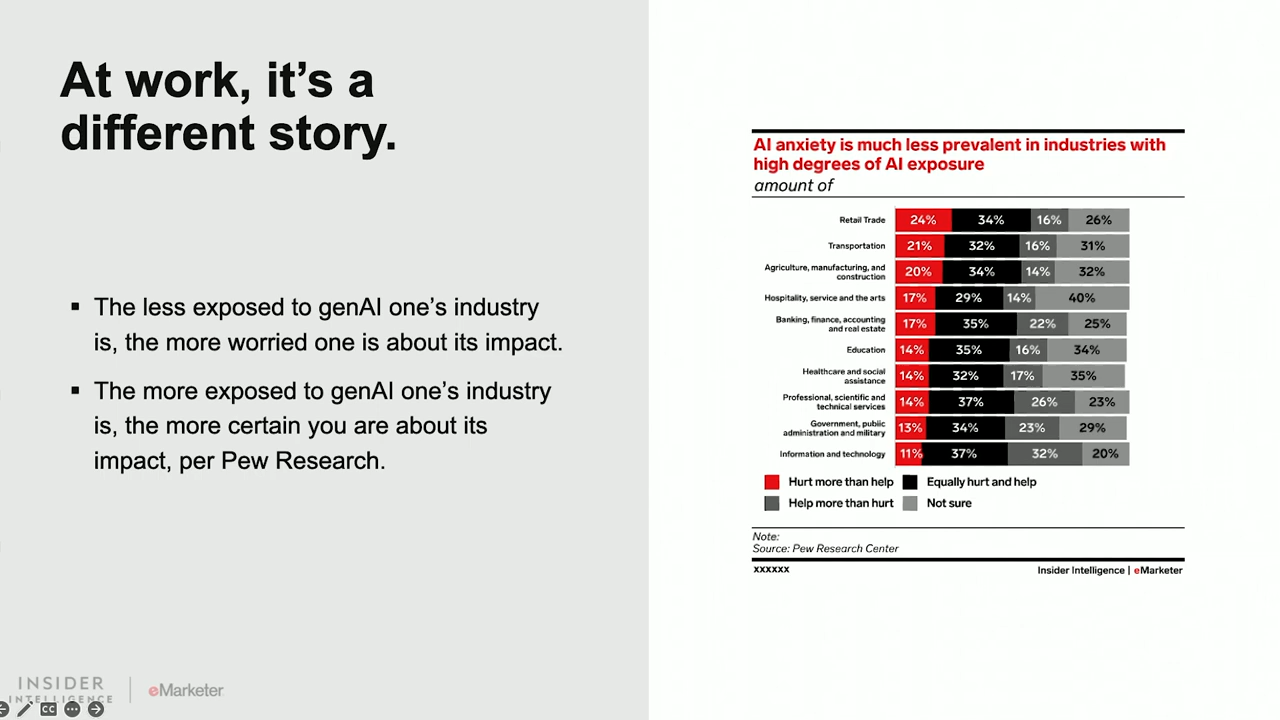 At work, it’s a
different story.
▪ The less exposed to genAI one’s industry
is, the more worried one is about its impact.
▪ The more exposed to genAI one’s industry
is, the more certain you are about its
impact, per Pew Research.
AI anxiety is much less prevalent in industries with
high degrees of AI exposure
amount of
Retail Trade 24% 34% 16% 26%
Transportation 21% 32% 16% 31%
Agriculture, manufacturing, and
construction 20% 34% 14% 32%
Hospitality, service and the arts 17% 29% 14% 40%
Banking, finance, accounting
and real estate 17% 35% 22% 25%
Education 14% 35% 16% 34%
Healthcare and social
assistance 14% 32% 17% 35%
Professional, scientific and
technical services 14% 37% 26% 23%
Government, public
administration and military 13% 34% 23% 29%
Information and technology 11% 37% 32% 20%
Hurt more than help Equally hurt and help
Help more than hurt Not sure
Note:
Source: Pew Research Center
xxxxxx Insider Intelligence | eMarketer
INSIDER
INTELLIGENCE | eMarketer
CC